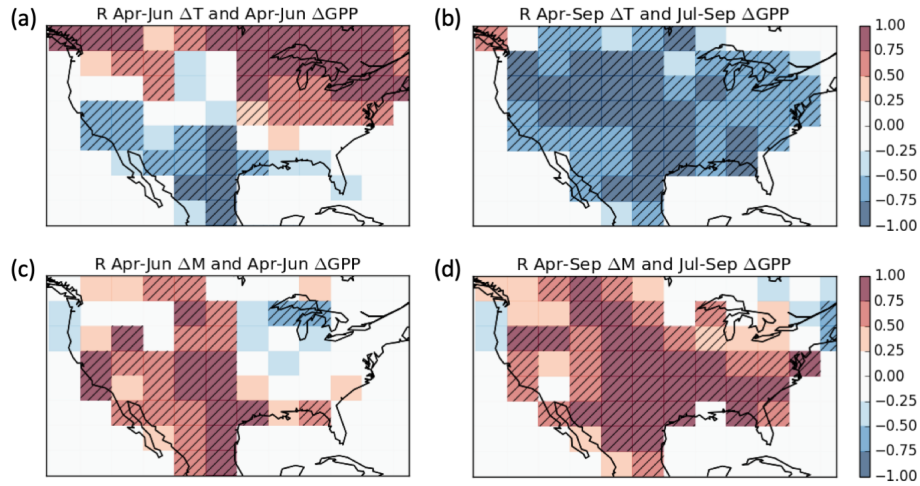 (a)
R Apr-Jun ΔT and Apr-Jun ΔGPP
(b)
R Apr-Sep ΔT and Jul-Sep ΔGPP
1.00
0.75
0.50
0.25
0.00
−0.25
−0.50
−0.75
−1.00
(c)
R Apr-Jun ΔM and Apr-Jun ΔGPP
(d)
R Apr-Sep ΔM and Jul-Sep ΔGPP
1.00
0.75
0.50
0.25
0.00
−0.25
−0.50
−0.75
−1.00